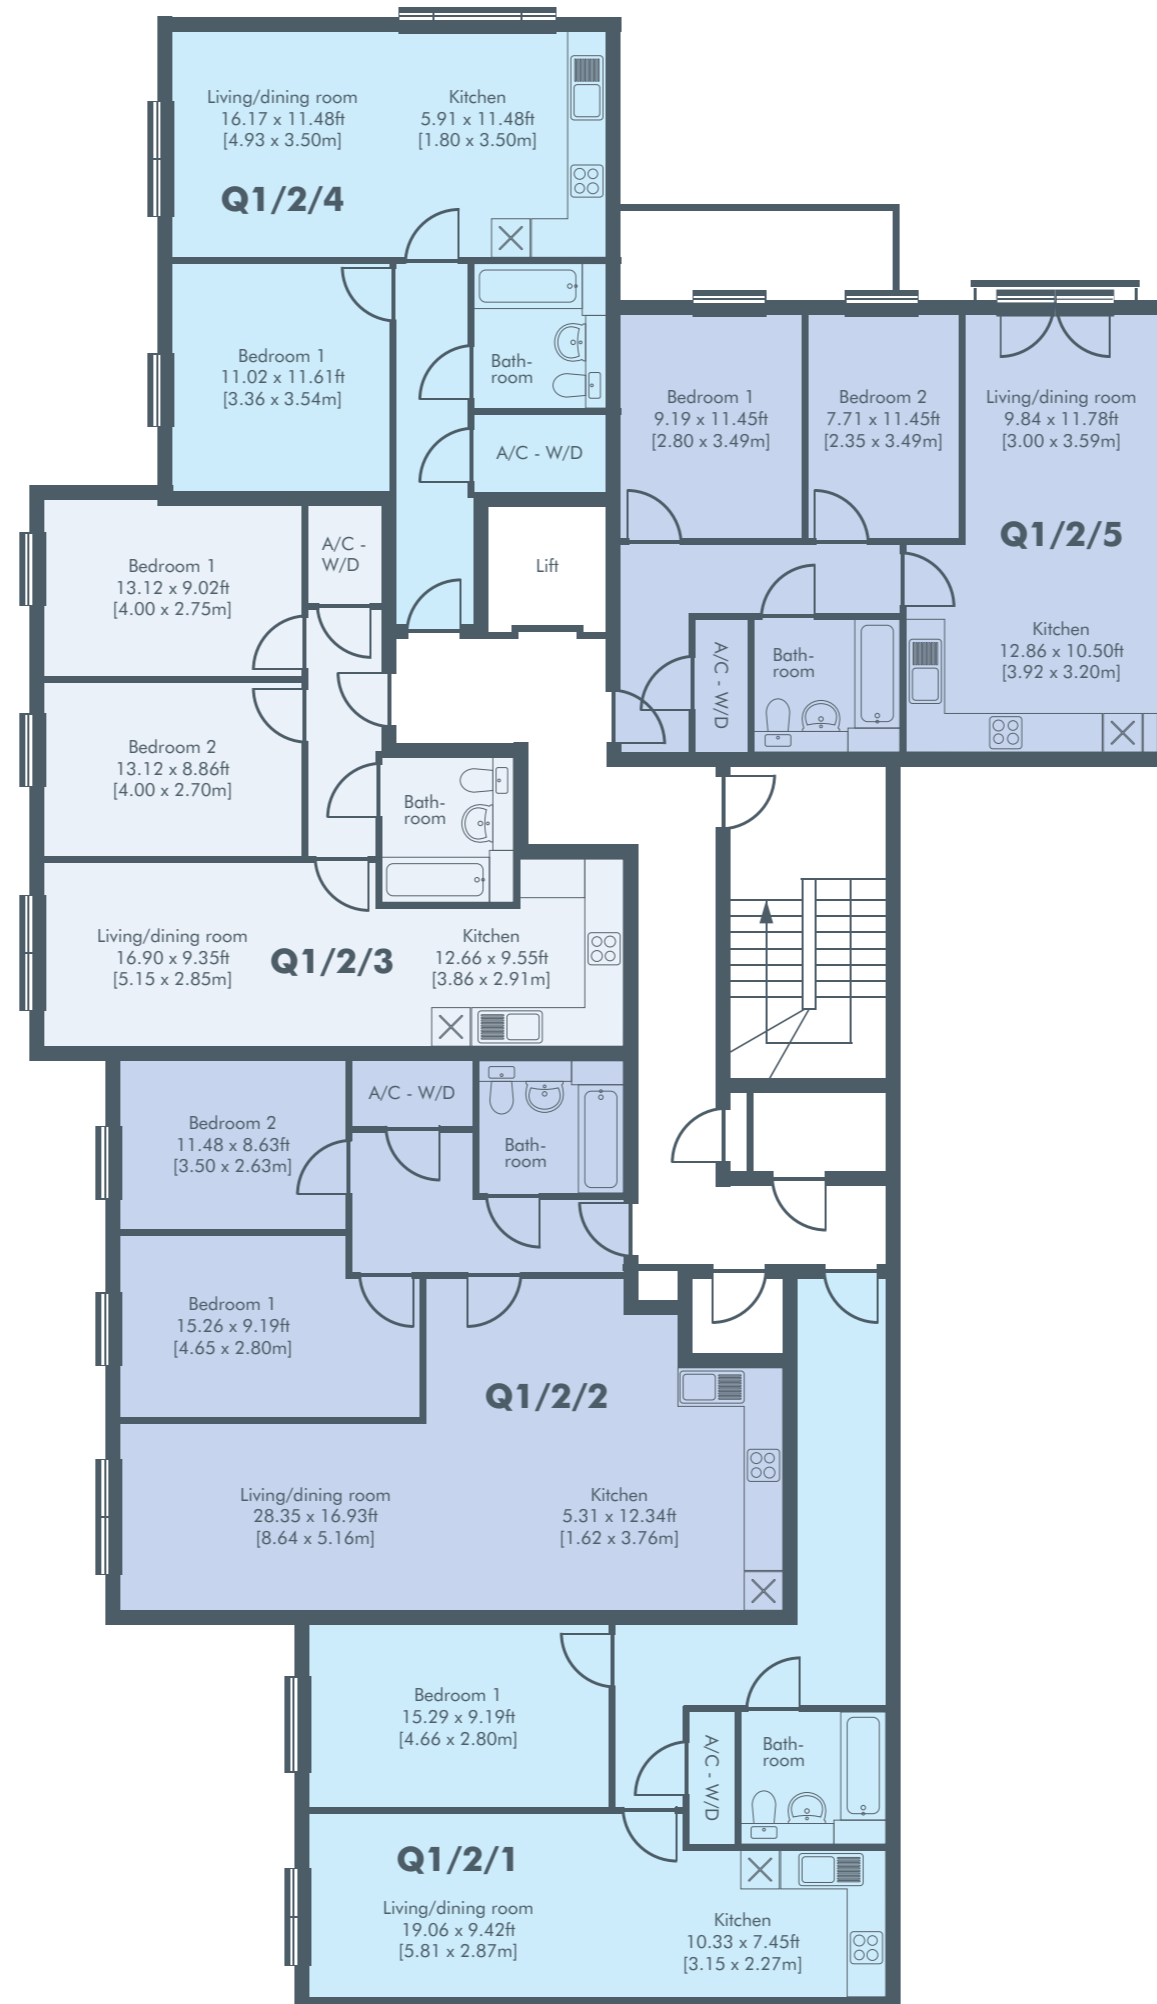 Living/dining room
16.17 x 11.48ft
[4.93 x 3.50m]
Kitchen
5.91 x 11.48ft
[1.80 x 3.50m]
Q1/2/4
Bedroom 1
11.02 x 11.61ft
[3.36 x 3.54m]
Bath-
room
A/C - W/D
Bedroom 1
9.19 x 11.45ft
[2.80 x 3.49m]
Bedroom 2
7.71 x 11.45ft
[2.35 x 3.49m]
Living/dining room
9.84 x 11.78ft
[3.00 x 3.59m]
Q1/2/5
Kitchen
12.86 x 10.50ft
[3.92 x 3.20m]
A/C - W/D
Bath-
room
Lift
Bedroom 1
13.12 x 9.02ft
[4.00 x 2.75m]
A/C -
W/D
Bedroom 2
13.12 x 8.86ft
[4.00 x 2.70m]
Bath-
room
Living/dining room
16.90 x 9.35ft
[5.15 x 2.85m]
Q1/2/3
Kitchen
12.66 x 9.55ft
[3.86 x 2.91m]
Bedroom 2
11.48 x 8.63ft
[3.50 x 2.63m]
A/C - W/D
Bath-
room
Bedroom 1
15.26 x 9.19ft
[4.65 x 2.80m]
Q1/2/2
Living/dining room
28.35 x 16.93ft
[8.64 x 5.16m]
Kitchen
5.31 x 12.34ft
[1.62 x 3.76m]
Bedroom 1
15.29 x 9.19ft
[4.66 x 2.80m]
A/C - W/D
Bath-
room
Q1/2/1
Living/dining room
19.06 x 9.42ft
[5.81 x 2.87m]
Kitchen
10.33 x 7.45ft
[3.15 x 2.27m]